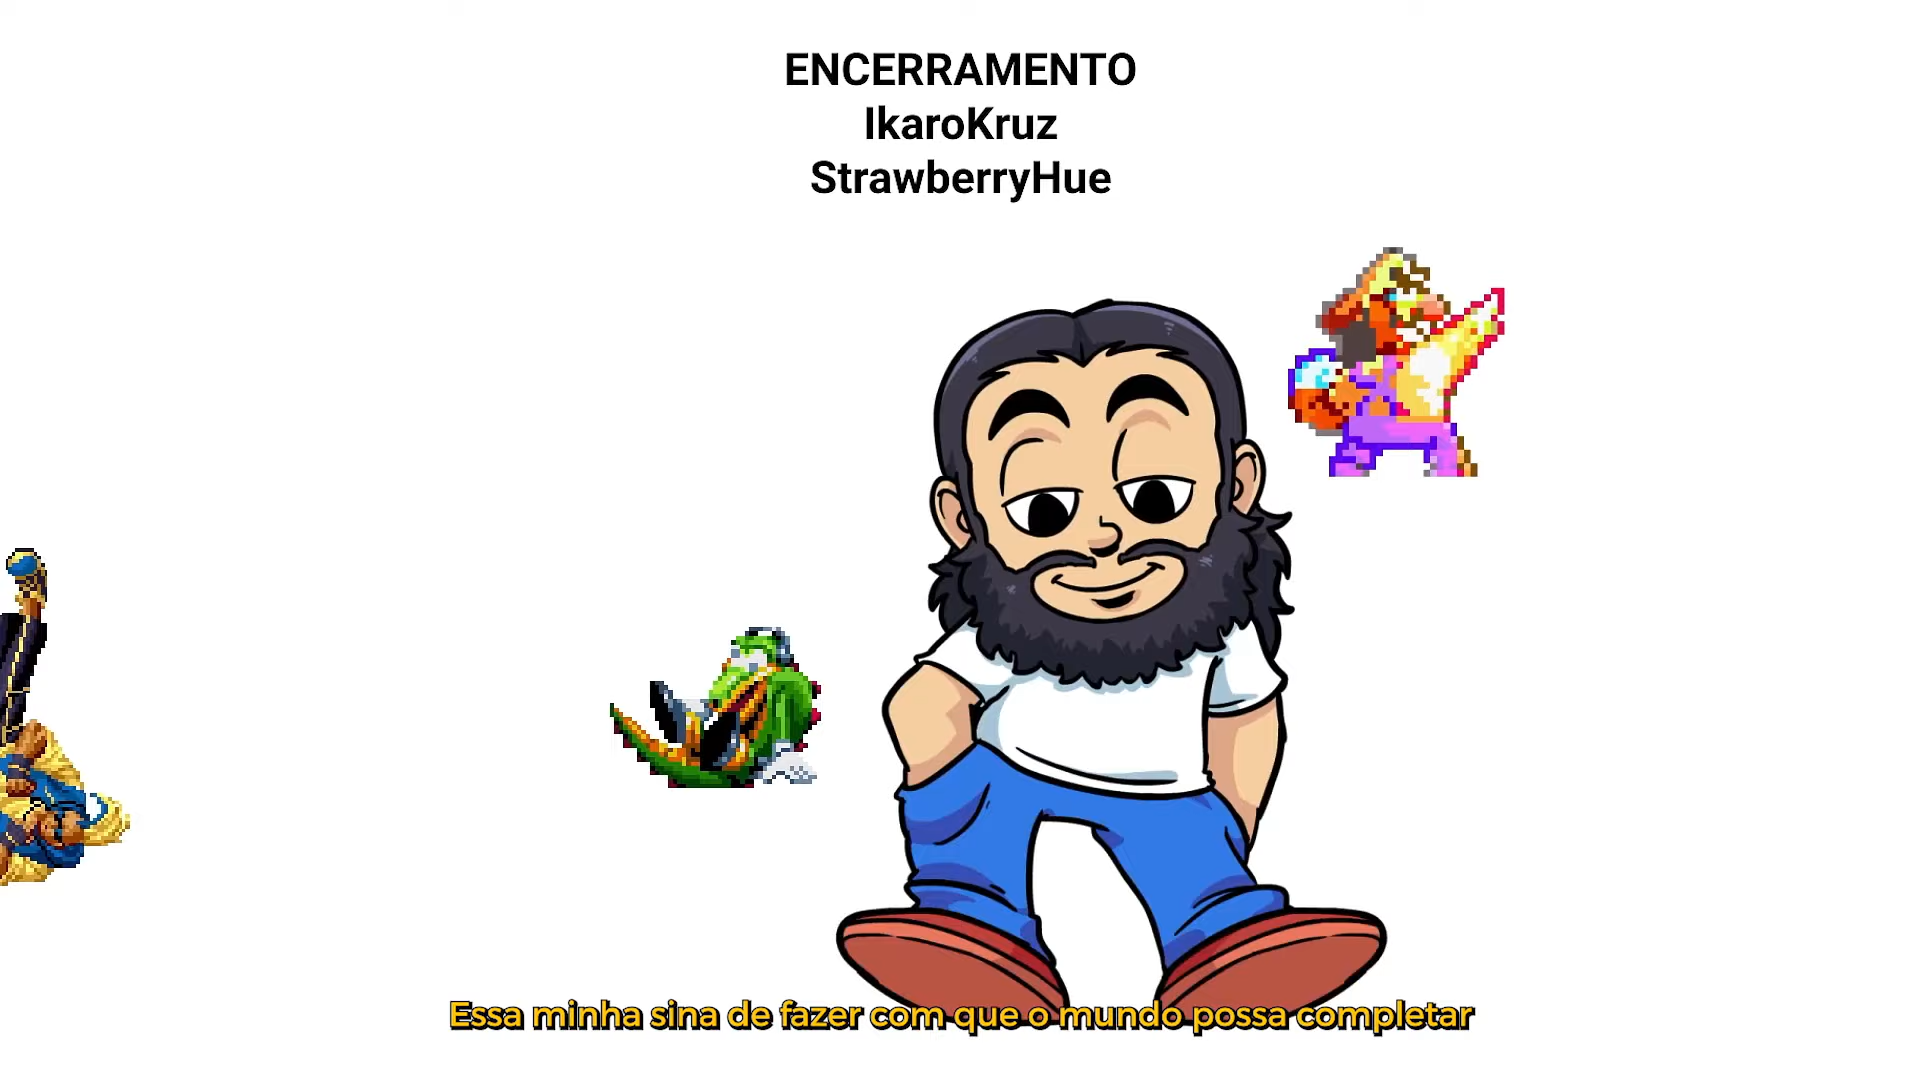 ENCERRAMENTO
IkaroKruz
StrawberryHue
Essa minha sina de fazer com que o mundo possa completar